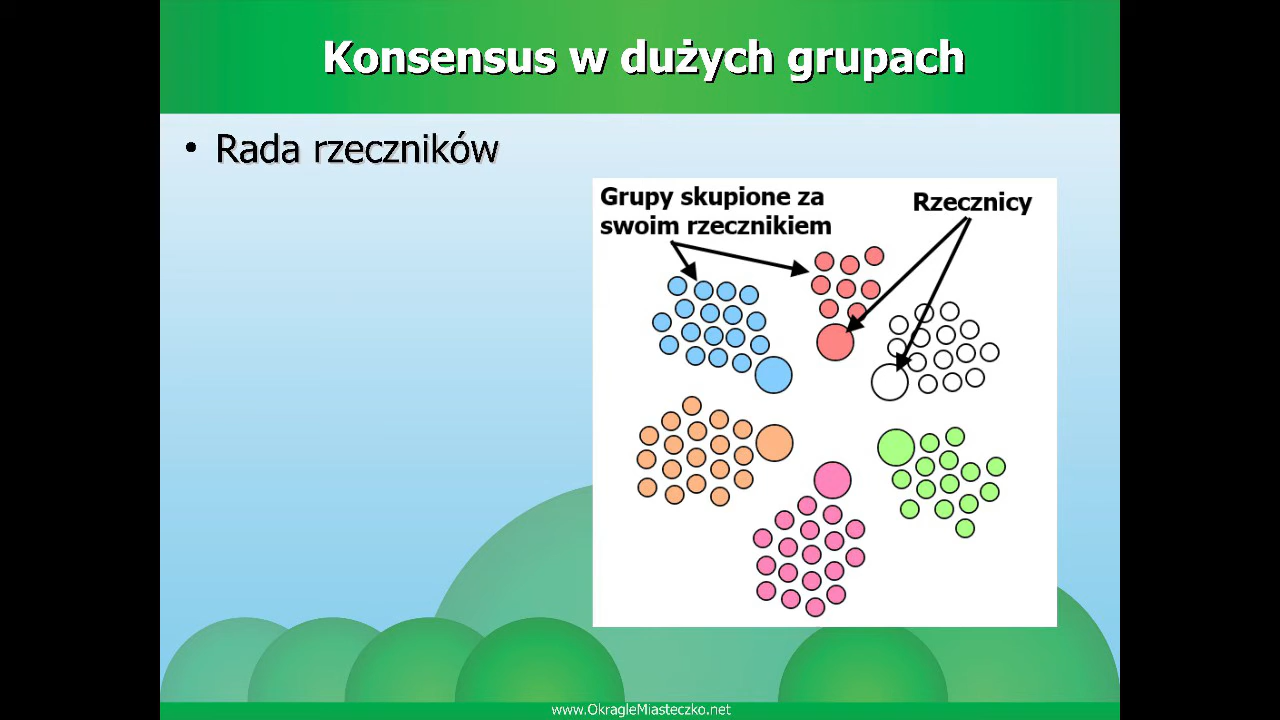 Konsensus w dużych grupach
• Rada rzeczników
Grupy skupione za
swoim rzecznikiem
Rzecznicy
www.OkragleMiasteczko.net